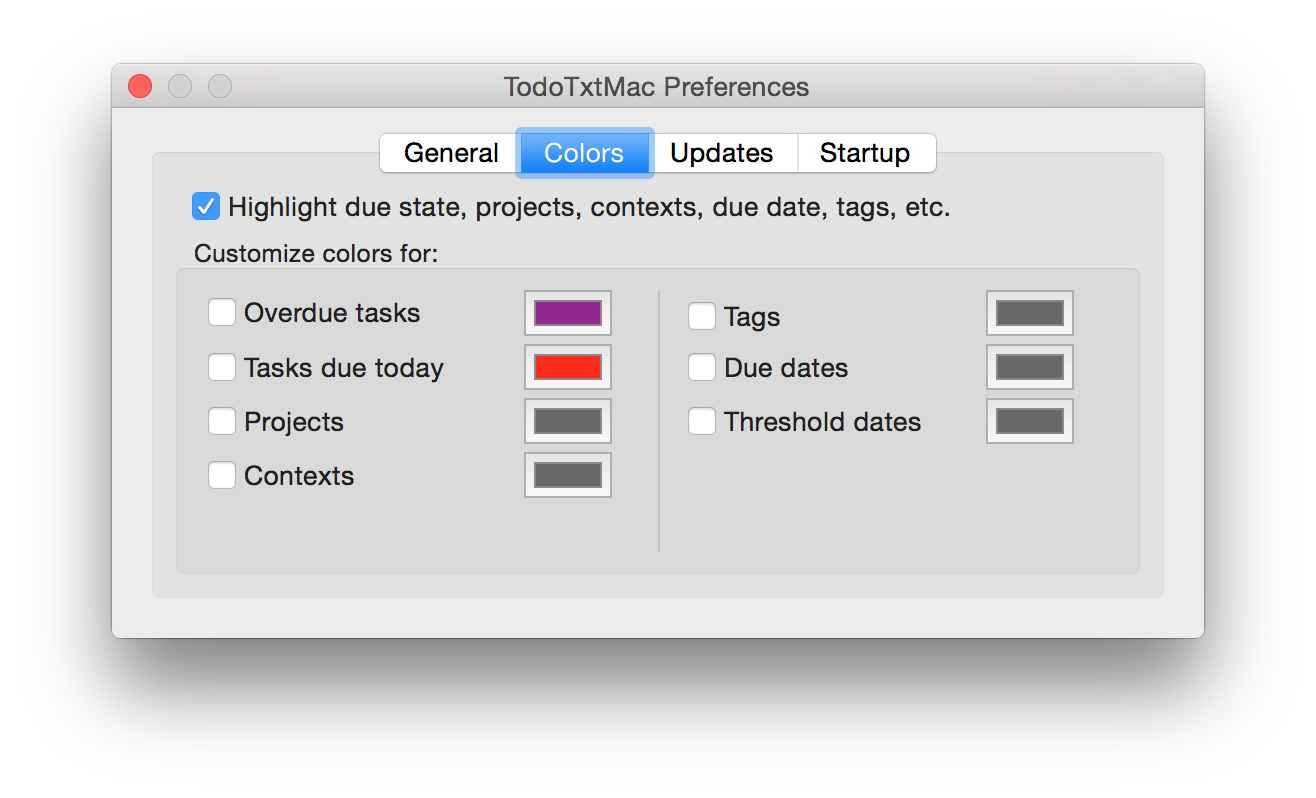 TodoTxtMac Preferences
General Colors Updates Startup
Highlight due state, projects, contexts, due date, tags, etc.
Customize colors for:
Overdue tasks
Tasks due today
Projects
Contexts
Tags
Due dates
Threshold dates